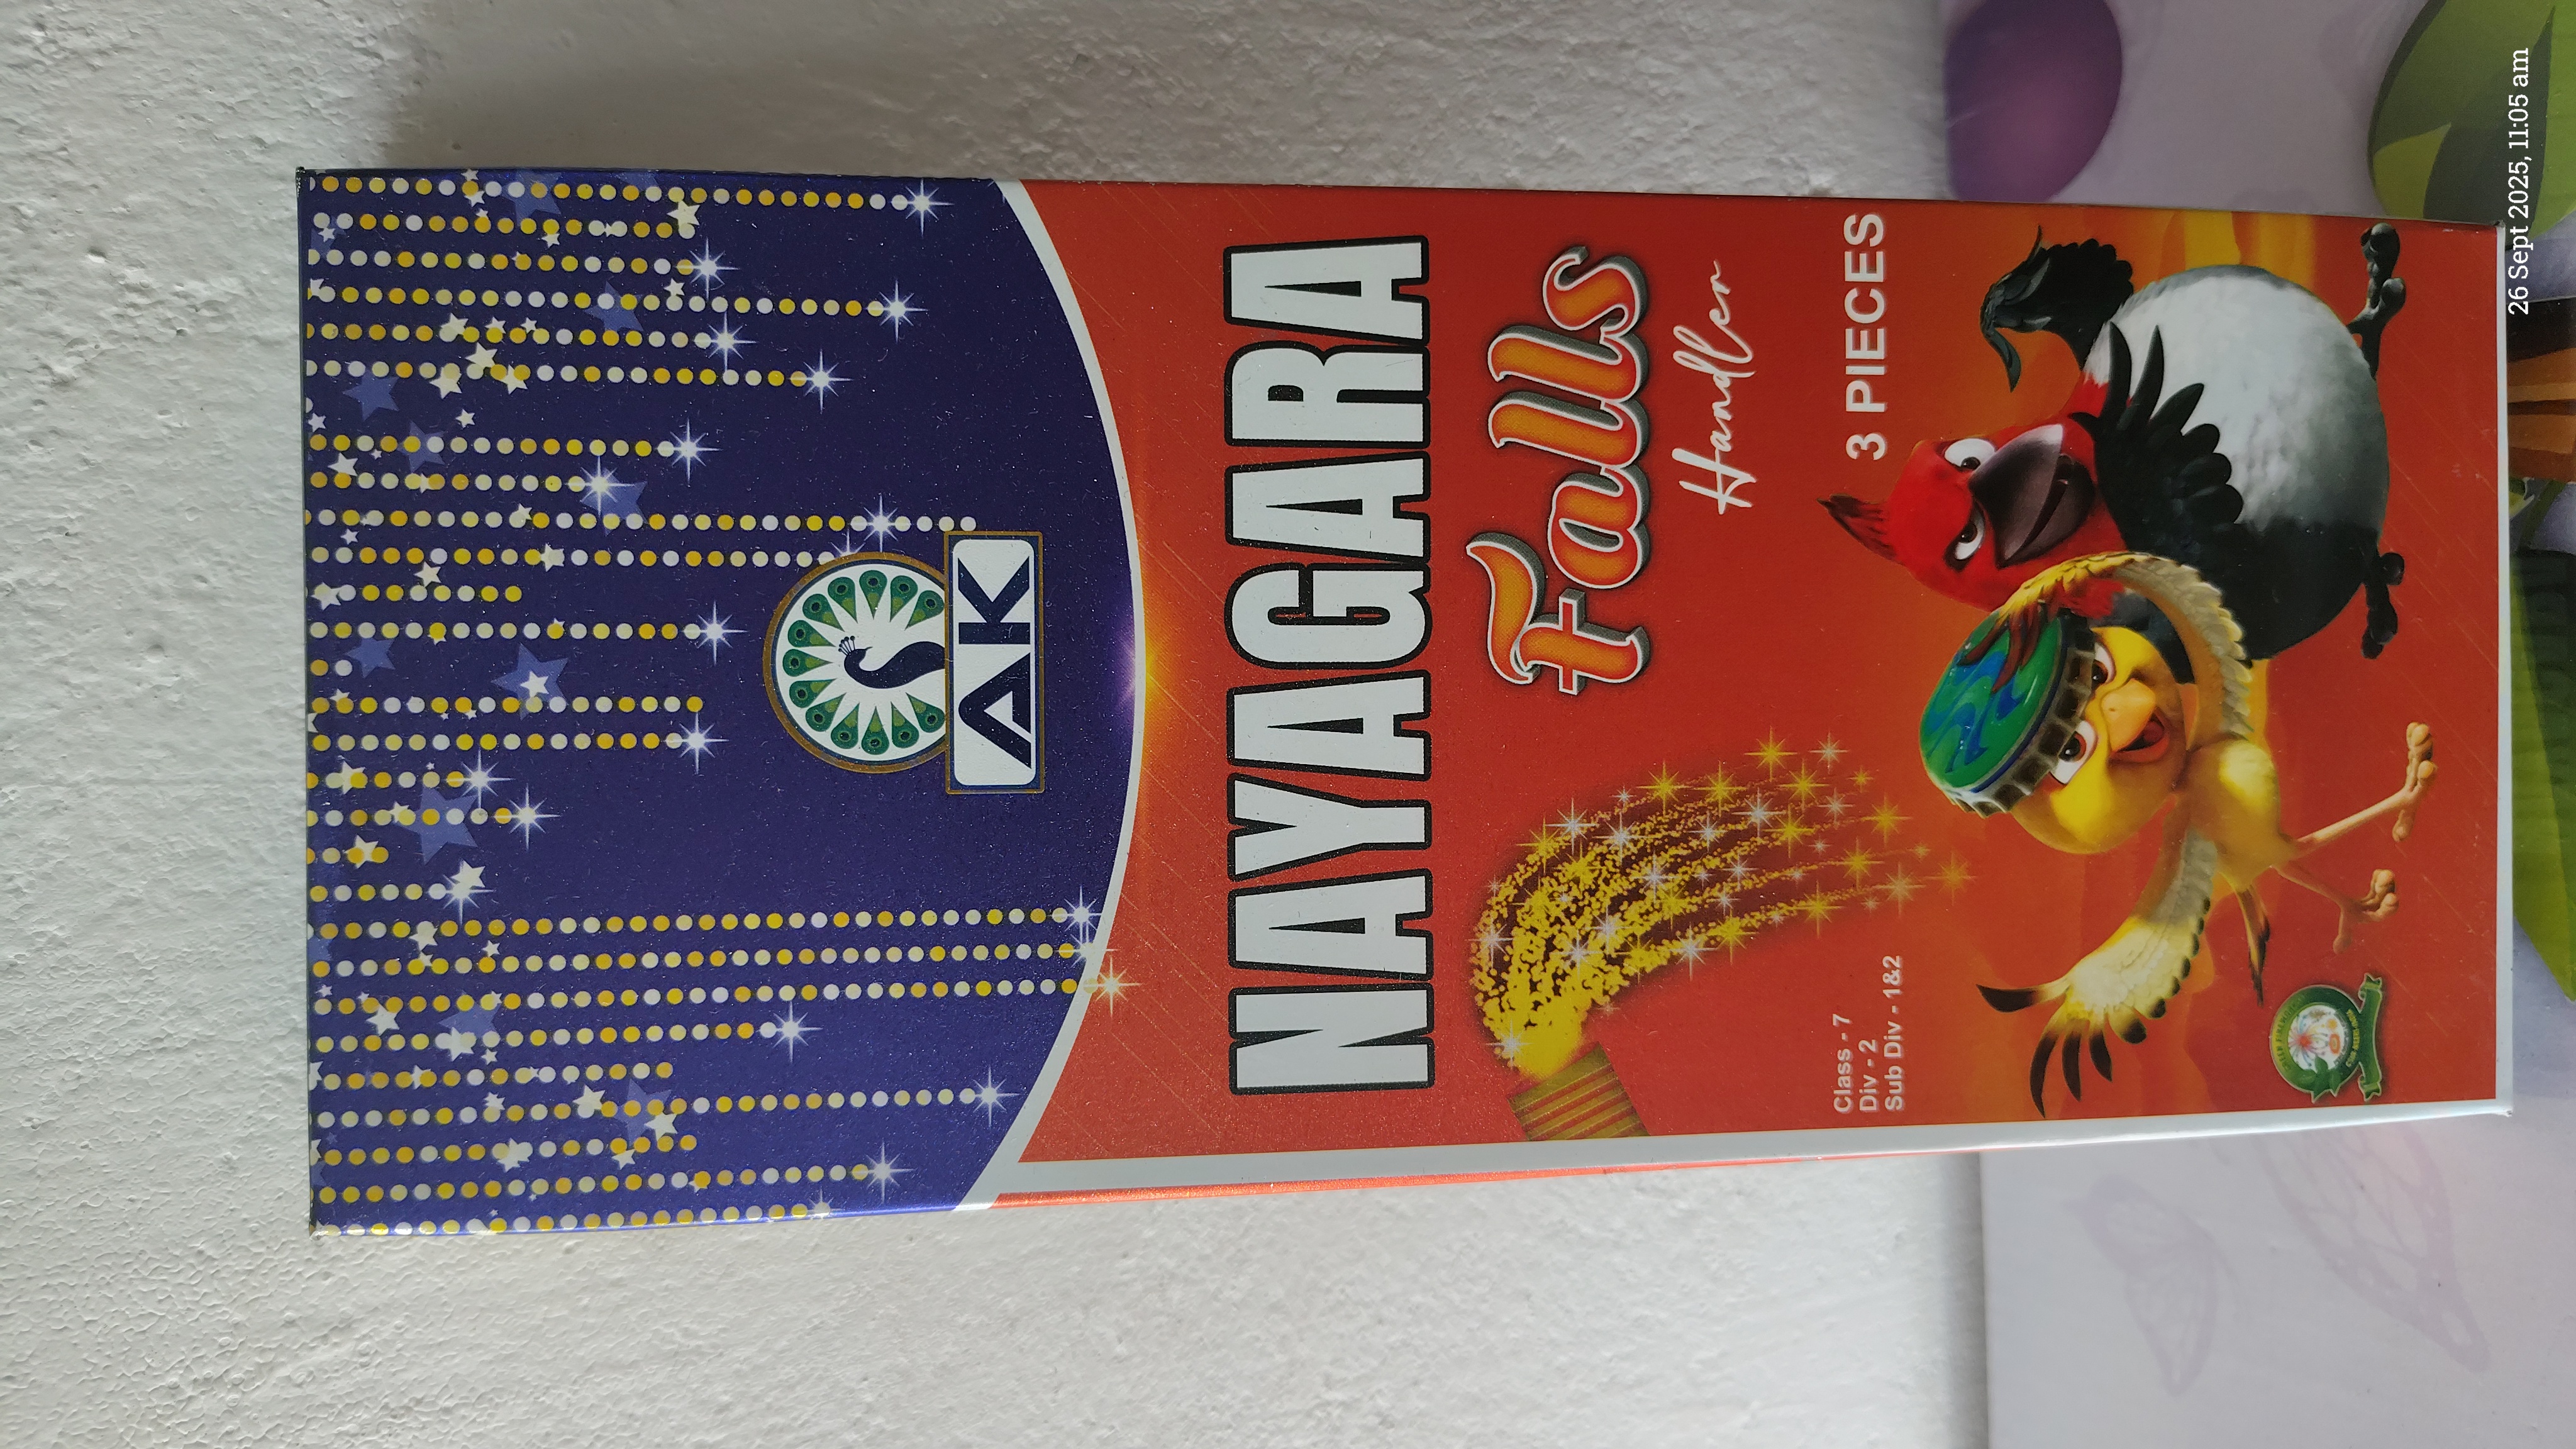 AK
NAYAGARA
Falls
Handler
3 PIECES
Class - 7
Div - 2
Sub Div - 1&2
26 Sept 2025, 11:05 am